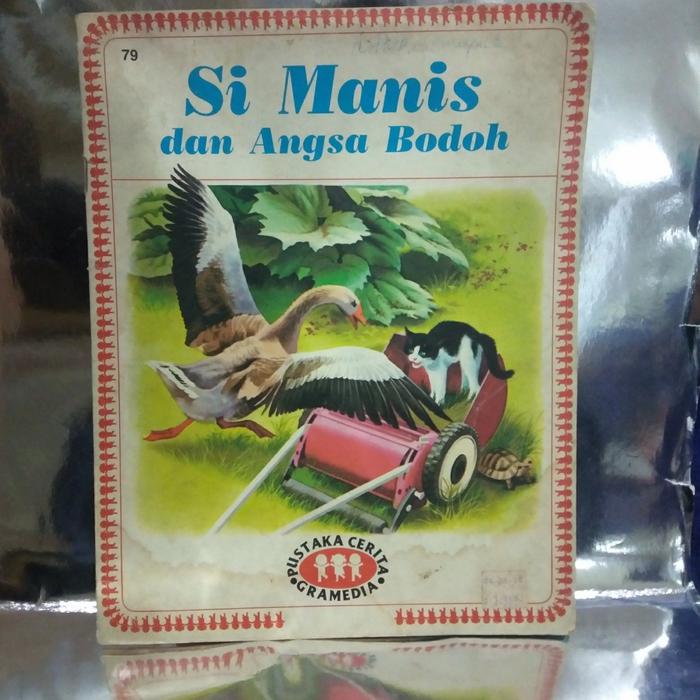 79
Si Manis
dan Angsa Bodoh
PUSTAKA CERITA
GRAMEDIA